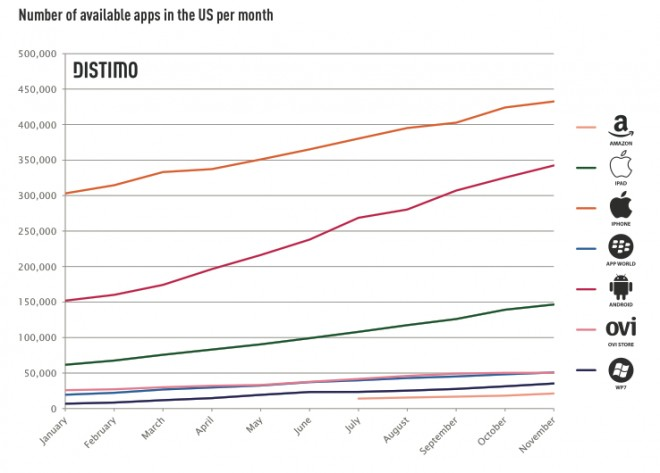 Number of available apps in the US per month
DISTIMO
500,000
450,000
400,000
350,000
300,000
250,000
200,000
150,000
100,000
50,000
0
January
February
March
April
May
June
July
August
September
October
November
a
AMAZON
IPAD
IPHONE
APP WORLD
ANDROID
OVI
OVI STORE
WP7